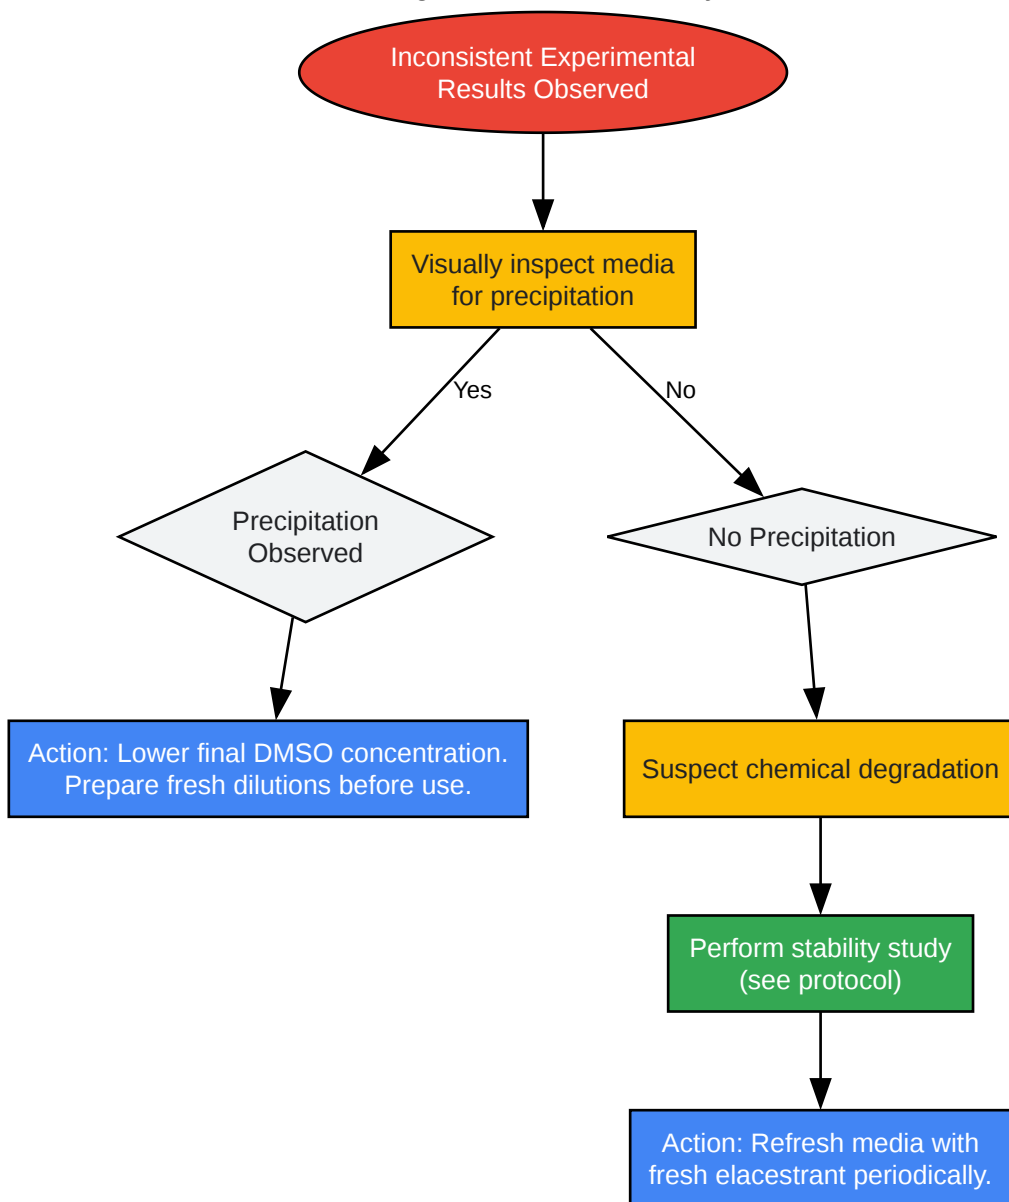 Inconsistent Experimental
Results Observed
Visually inspect media
for precipitation
Yes
No
Precipitation
Observed
No Precipitation
Action: Lower final DMSO concentration.
Prepare fresh dilutions before use.
Suspect chemical degradation
Perform stability study
(see protocol)
Action: Refresh media with
fresh elacestrant periodically.